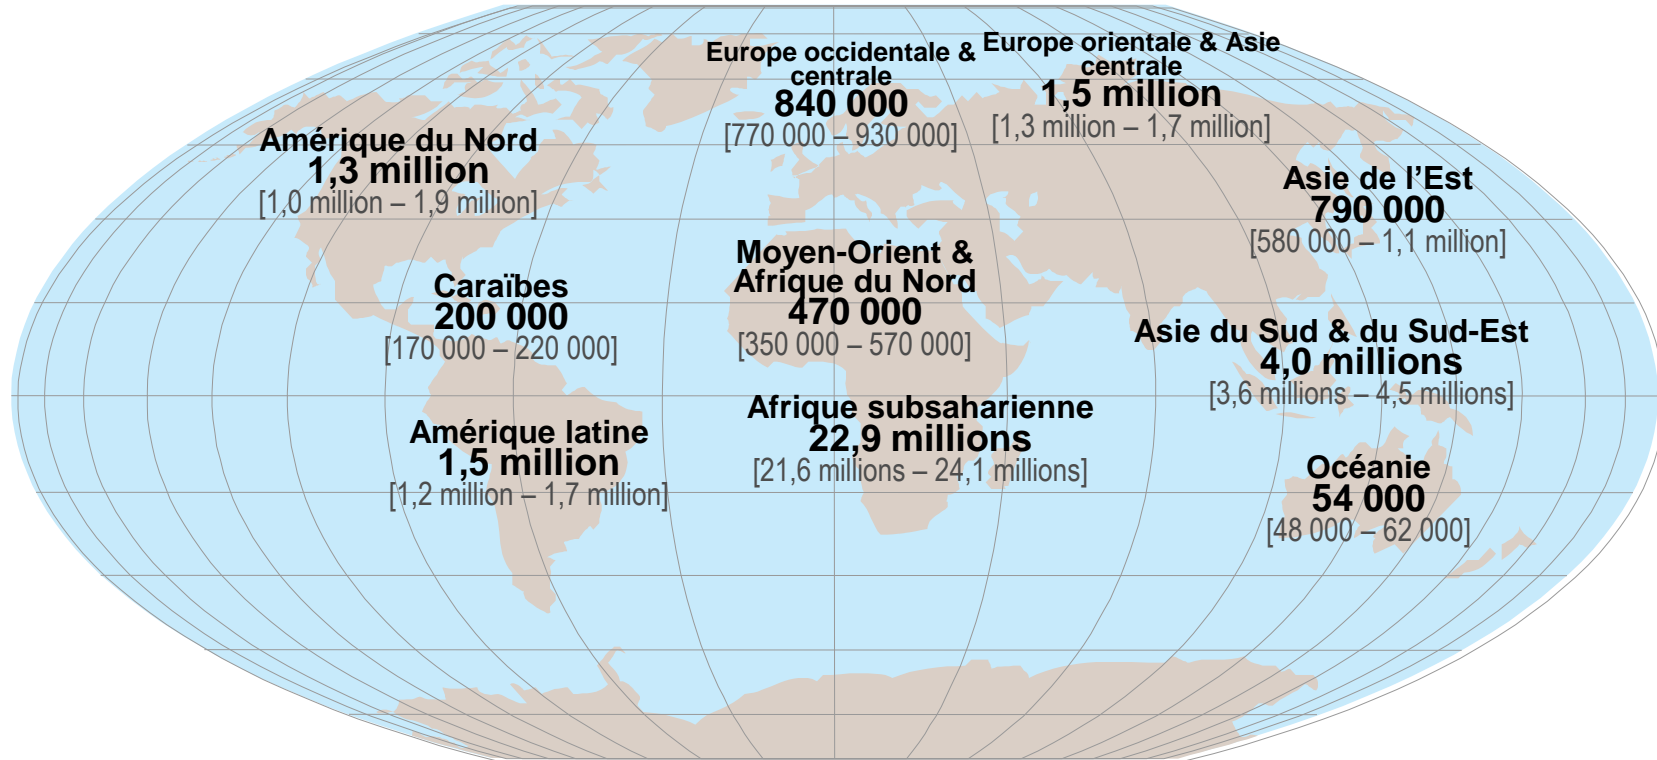 Europe occidentale &
centrale
840 000
[770 000 – 930 000]
Europe orientale & Asie
centrale
1,5 million
[1,3 million – 1,7 million]
Amérique du Nord
1,3 million
[1,0 million – 1,9 million]
Asie de l’Est
790 000
[580 000 – 1,1 million]
Moyen-Orient &
Afrique du Nord
470 000
[350 000 – 570 000]
Caraïbes
200 000
[170 000 – 220 000]
Asie du Sud & du Sud-Est
4,0 millions
[3,6 millions – 4,5 millions]
Afrique subsaharienne
22,9 millions
[21,6 millions – 24,1 millions]
Amérique latine
1,5 million
[1,2 million – 1,7 million]
Océanie
54 000
[48 000 – 62 000]